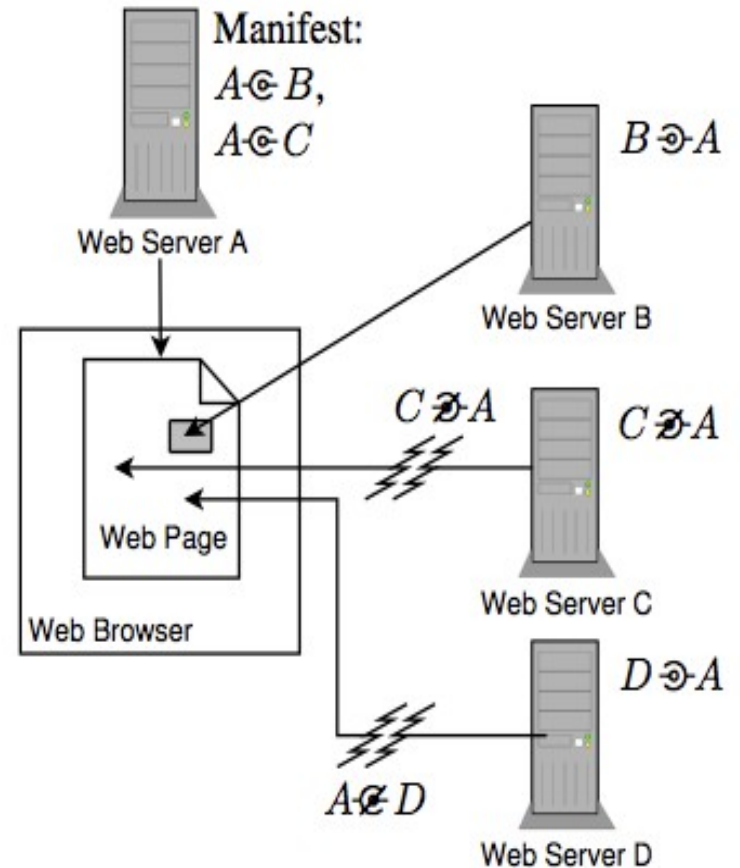 Manifest:
A⋲B,
A⋲C
Web Server A
B⋺A
Web Server B
C⋺̸A
C⋺̸A
Web Page
Web Server C
Web Browser
D⋺A
A⋲̸D
Web Server D